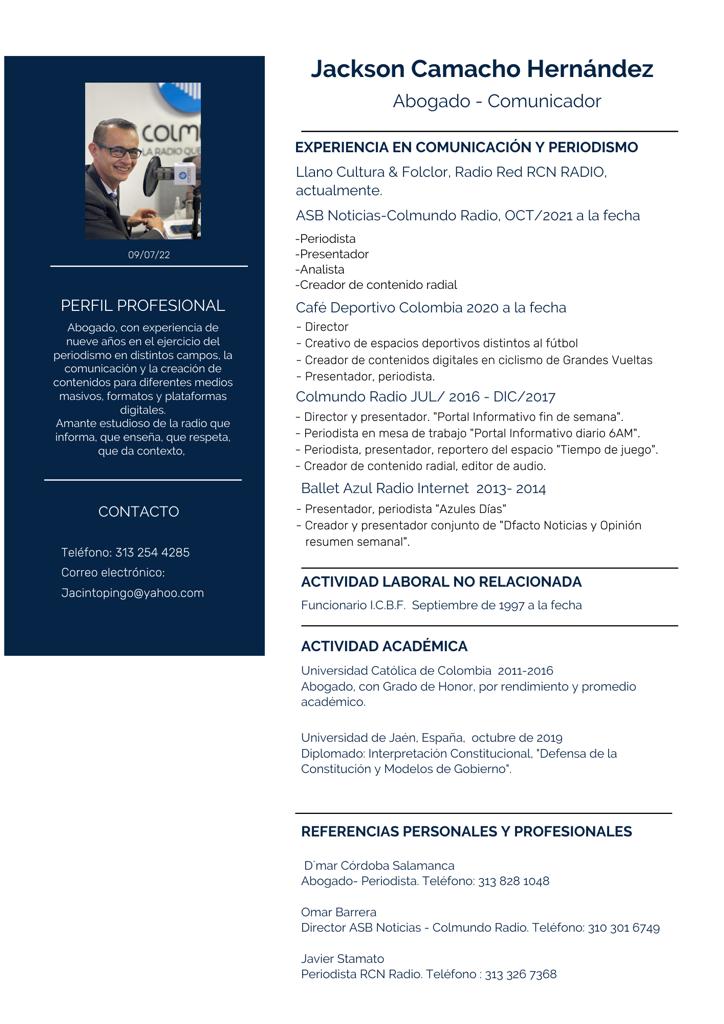 COLM
LA RADIO QUE
09/07/22
PERFIL PROFESIONAL
Abogado, con experiencia de
nueve años en el ejercicio del
periodismo en distintos campos, la
comunicación y la creación de
contenidos para diferentes medios
masivos, formatos y plataformas
digitales.
Amante estudioso de la radio que
informa, que enseña, que respeta,
que da contexto,
CONTACTO
Teléfono: 313 254 4285
Correo electrónico:
Jacintopingo@yahoo.com
Jackson Camacho Hernández
Abogado - Comunicador
EXPERIENCIA EN COMUNICACIÓN Y PERIODISMO
Llano Cultura & Folclor, Radio Red RCN RADIO,
actualmente.
ASB Noticias-Colmundo Radio, OCT/2021 a la fecha
-Periodista
-Presentador
-Analista
-Creador de contenido radial
Café Deportivo Colombia 2020 a la fecha
- Director
- Creativo de espacios deportivos distintos al fútbol
- Creador de contenidos digitales en ciclismo de Grandes Vueltas
- Presentador, periodista.
Colmundo Radio JUL/ 2016 - DIC/2017
- Director y presentador. "Portal Informativo fin de semana".
- Periodista en mesa de trabajo "Portal Informativo diario 6AM".
- Periodista, presentador, reportero del espacio "Tiempo de juego".
- Creador de contenido radial, editor de audio.
Ballet Azul Radio Internet 2013- 2014
- Presentador, periodista "Azules Días"
- Creador y presentador conjunto de "Dfacto Noticias y Opinión
resumen semanal".
ACTIVIDAD LABORAL NO RELACIONADA
Funcionario I.C.B.F. Septiembre de 1997 a la fecha
ACTIVIDAD ACADÉMICA
Universidad Católica de Colombia 2011-2016
Abogado, con Grado de Honor, por rendimiento y promedio
académico.
Universidad de Jaén, España, octubre de 2019
Diplomado: Interpretación Constitucional, "Defensa de la
Constitución y Modelos de Gobierno".
REFERENCIAS PERSONALES Y PROFESIONALES
D´mar Córdoba Salamanca
Abogado- Periodista. Teléfono: 313 828 1048
Omar Barrera
Director ASB Noticias - Colmundo Radio. Teléfono: 310 301 6749
Javier Stamato
Periodista RCN Radio. Teléfono : 313 326 7368